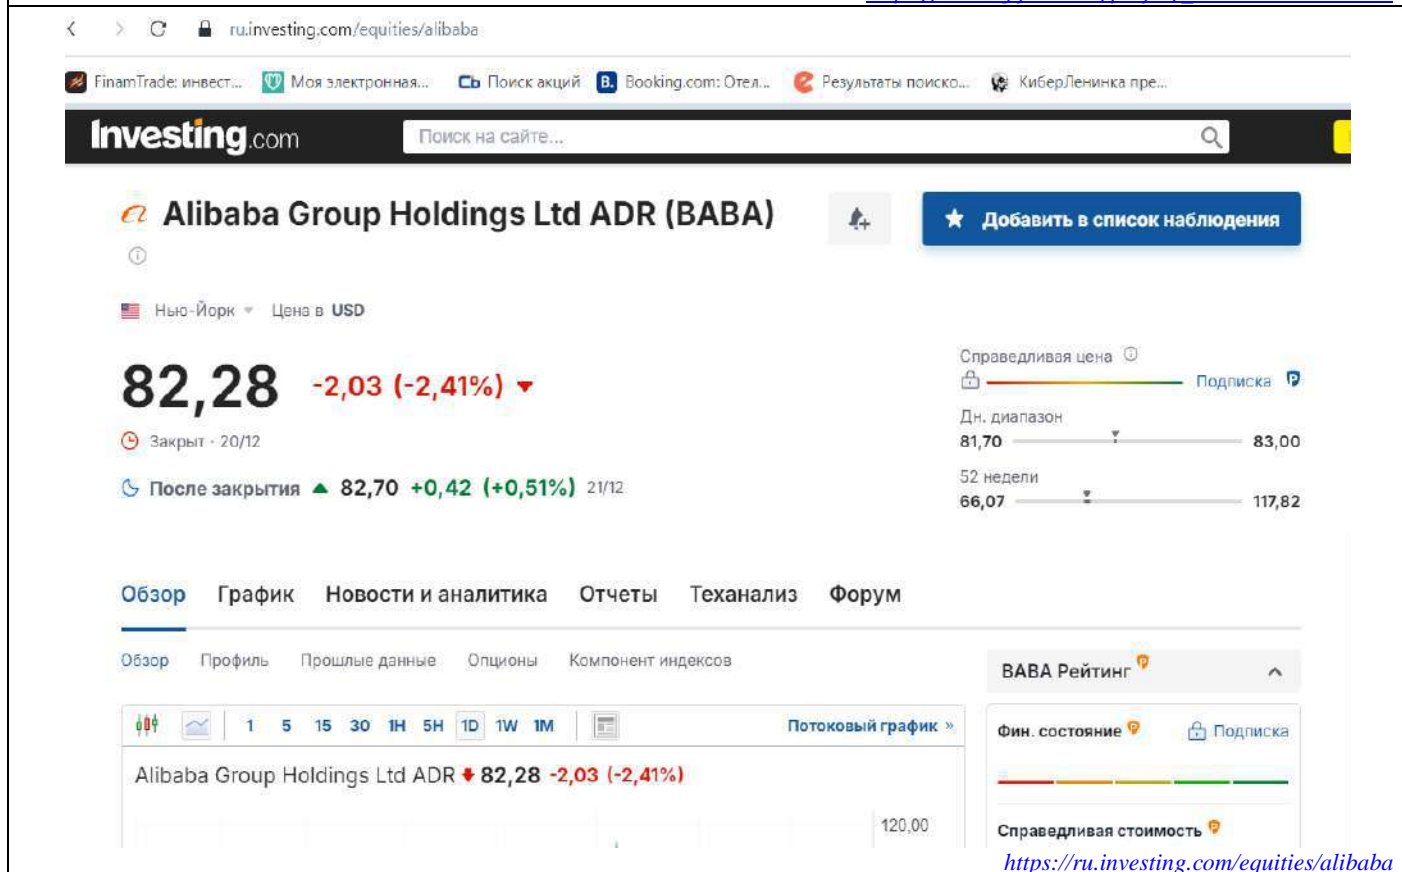 ru.investing.com/equities/alibaba
FinamTrade: инвест... Моя электронная... Сь Поиск акций B. Booking.com: Отел... Результаты поиско... КиберЛенинка пре...
Investing.com Поиск на сайте...
Alibaba Group Holdings Ltd ADR (BABA) Добавить в список наблюдения
Нью-Йорк Цена в USD
Справедливая цена
82,28 -2,03 (-2,41%) Подписка
Дн. диапазон
Закрыт · 20/12 81,70 83,00
52 недели
После закрытия 82,70 +0,42 (+0,51%) 21/12 66,07 117,82
Обзор График Новости и аналитика Отчеты Теханализ Форум
Обзор Профиль Прошлые данные Опционы Компонент индексов
BABA Рейтинг
1 5 15 30 1H 5H 1D 1W 1M Потоковый график »
Фин. состояние Подписка
Alibaba Group Holdings Ltd ADR 82,28 -2,03 (-2,41%)
120,00
Справедливая стоимость
https://ru.investing.com/equities/alibaba